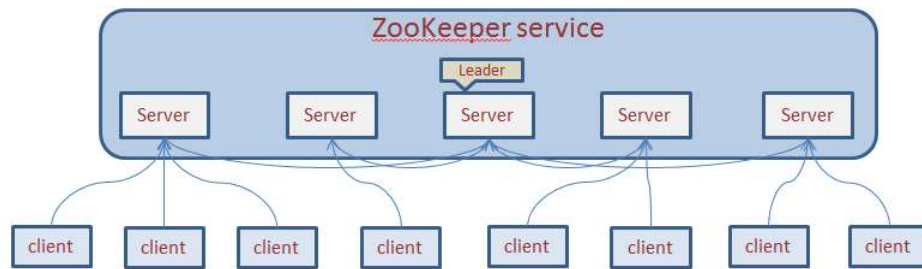 ZooKeeper service
Leader
Server Server Server Server Server
client client client client client client client client